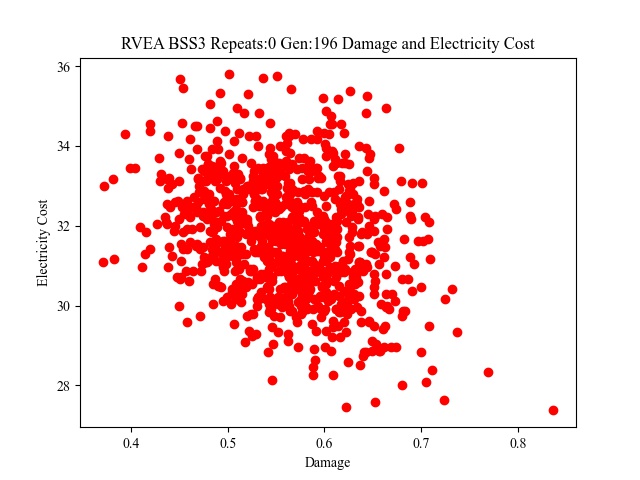 RVEA BSS3 Repeats:0 Gen:196 Damage and Electricity Cost
36
34
32
30
28
Electricity Cost
0.4 0.5 0.6 0.7 0.8
Damage